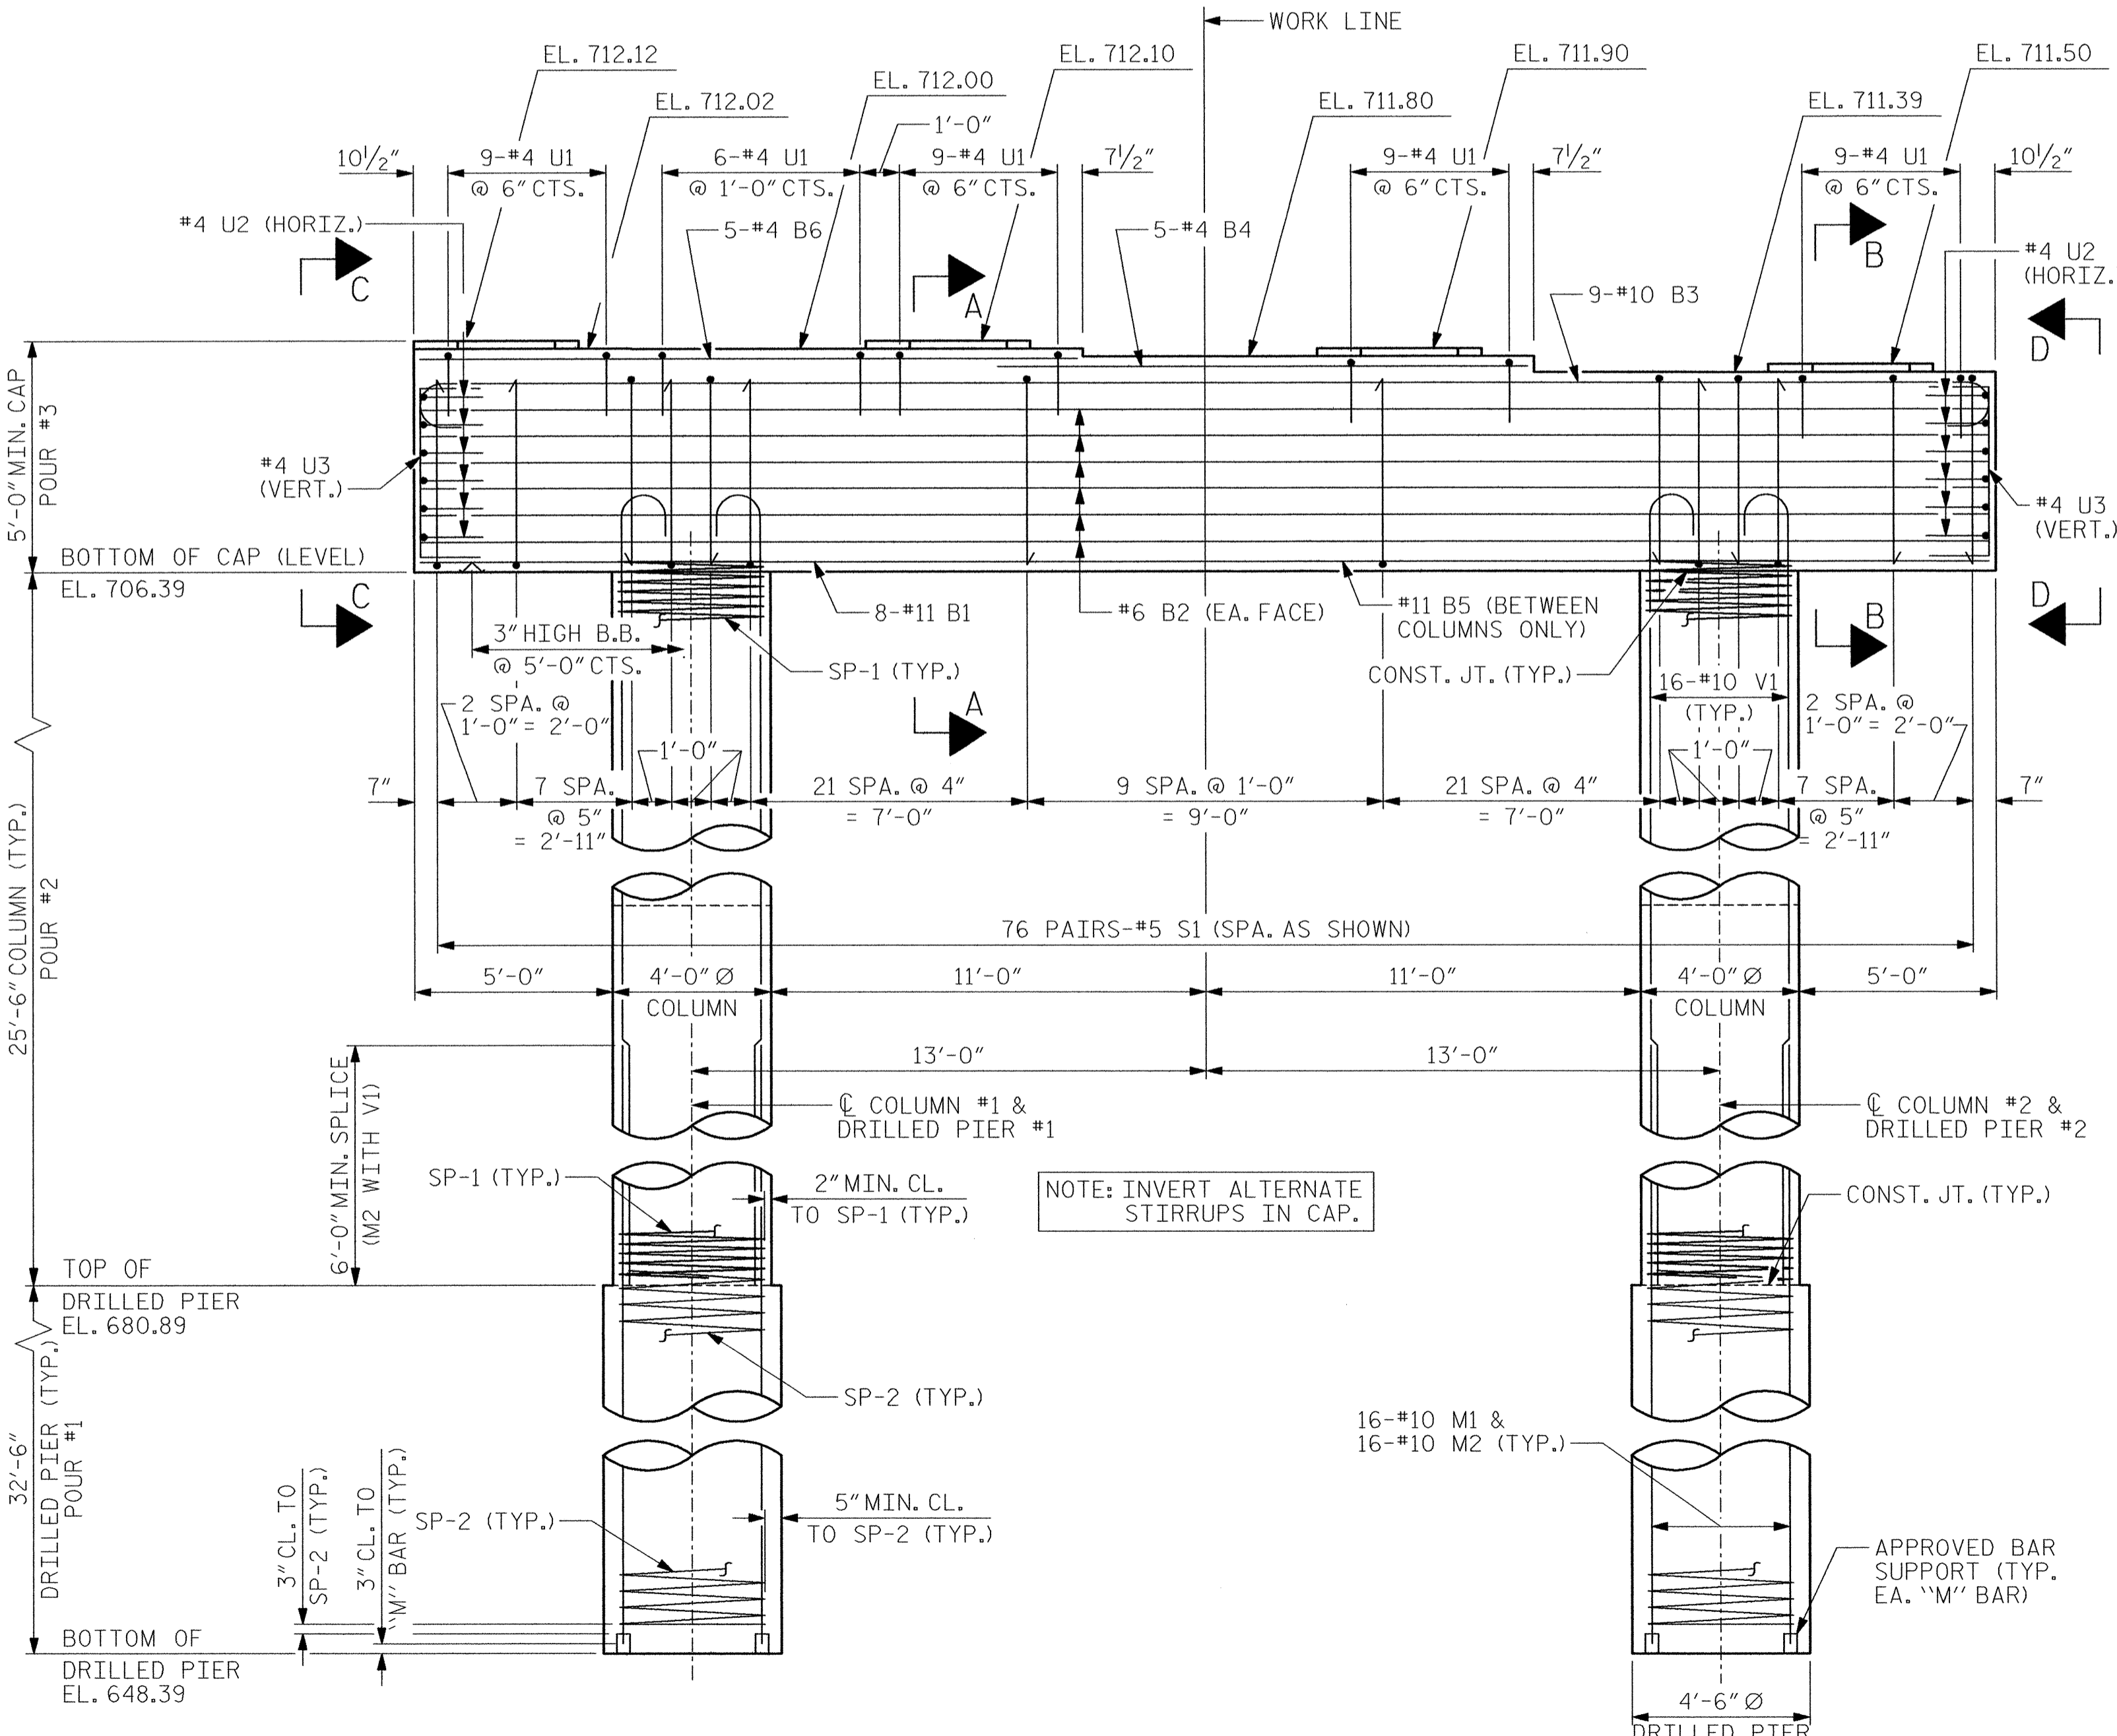 WORK LINE
EL. 712.12
EL. 712.02
EL. 712.00
EL. 712.10
EL. 711.80
EL. 711.90
EL. 711.39
EL. 711.50
10½"
9-#4 U1
@ 6" CTS.
6-#4 U1
@ 1'-0" CTS.
1'-0"
9-#4 U1
@ 6" CTS.
7½"
9-#4 U1
@ 6" CTS.
7½"
9-#4 U1
@ 6" CTS.
10½"
#4 U2 (HORIZ.)
5-#4 B6
5-#4 B4
9-#10 B3
#4 U2
(HORIZ.
C
A
B
D
5'-0" MIN. CAP
POUR #3
#4 U3
(VERT.)
#4 U3
(VERT.)
BOTTOM OF CAP (LEVEL)
EL. 706.39
C
3" HIGH B.B.
@ 5'-0" CTS.
8-#11 B1
#6 B2 (EA. FACE)
#11 B5 (BETWEEN
COLUMNS ONLY)
B
D
SP-1 (TYP.)
CONST. JT. (TYP.)
A
16-#10 V1
(TYP.)
2 SPA. @
1'-0" = 2'-0"
1'-0"
2 SPA. @
1'-0" = 2'-0"
1'-0"
7"
7 SPA.
@ 5"
= 2'-11"
21 SPA. @ 4"
= 7'-0"
9 SPA. @ 1'-0"
= 9'-0"
21 SPA. @ 4"
= 7'-0"
7 SPA.
@ 5"
= 2'-11"
7"
25'-6" COLUMN (TYP.)
POUR #2
76 PAIRS-#5 S1 (SPA. AS SHOWN)
5'-0"
4'-0" Ø
COLUMN
11'-0"
11'-0"
4'-0" Ø
COLUMN
5'-0"
13'-0"
13'-0"
6'-0" MIN. SPLICE
(M2 WITH V1)
℄ COLUMN #1 &
DRILLED PIER #1
℄ COLUMN #2 &
DRILLED PIER #2
SP-1 (TYP.)
2" MIN. CL.
TO SP-1 (TYP.)
NOTE: INVERT ALTERNATE
STIRRUPS IN CAP.
CONST. JT. (TYP.)
TOP OF
DRILLED PIER
EL. 680.89
SP-2 (TYP.)
16-#10 M1 &
16-#10 M2 (TYP.)
32'-6"
DRILLED PIER (TYP.)
POUR #1
3" CL. TO
SP-2 (TYP.)
3" CL. TO
"M" BAR (TYP.)
SP-2 (TYP.)
5" MIN. CL.
TO SP-2 (TYP.)
APPROVED BAR
SUPPORT (TYP.
EA. "M" BAR)
BOTTOM OF
DRILLED PIER
EL. 648.39
4'-6" Ø
DRILLED PIER